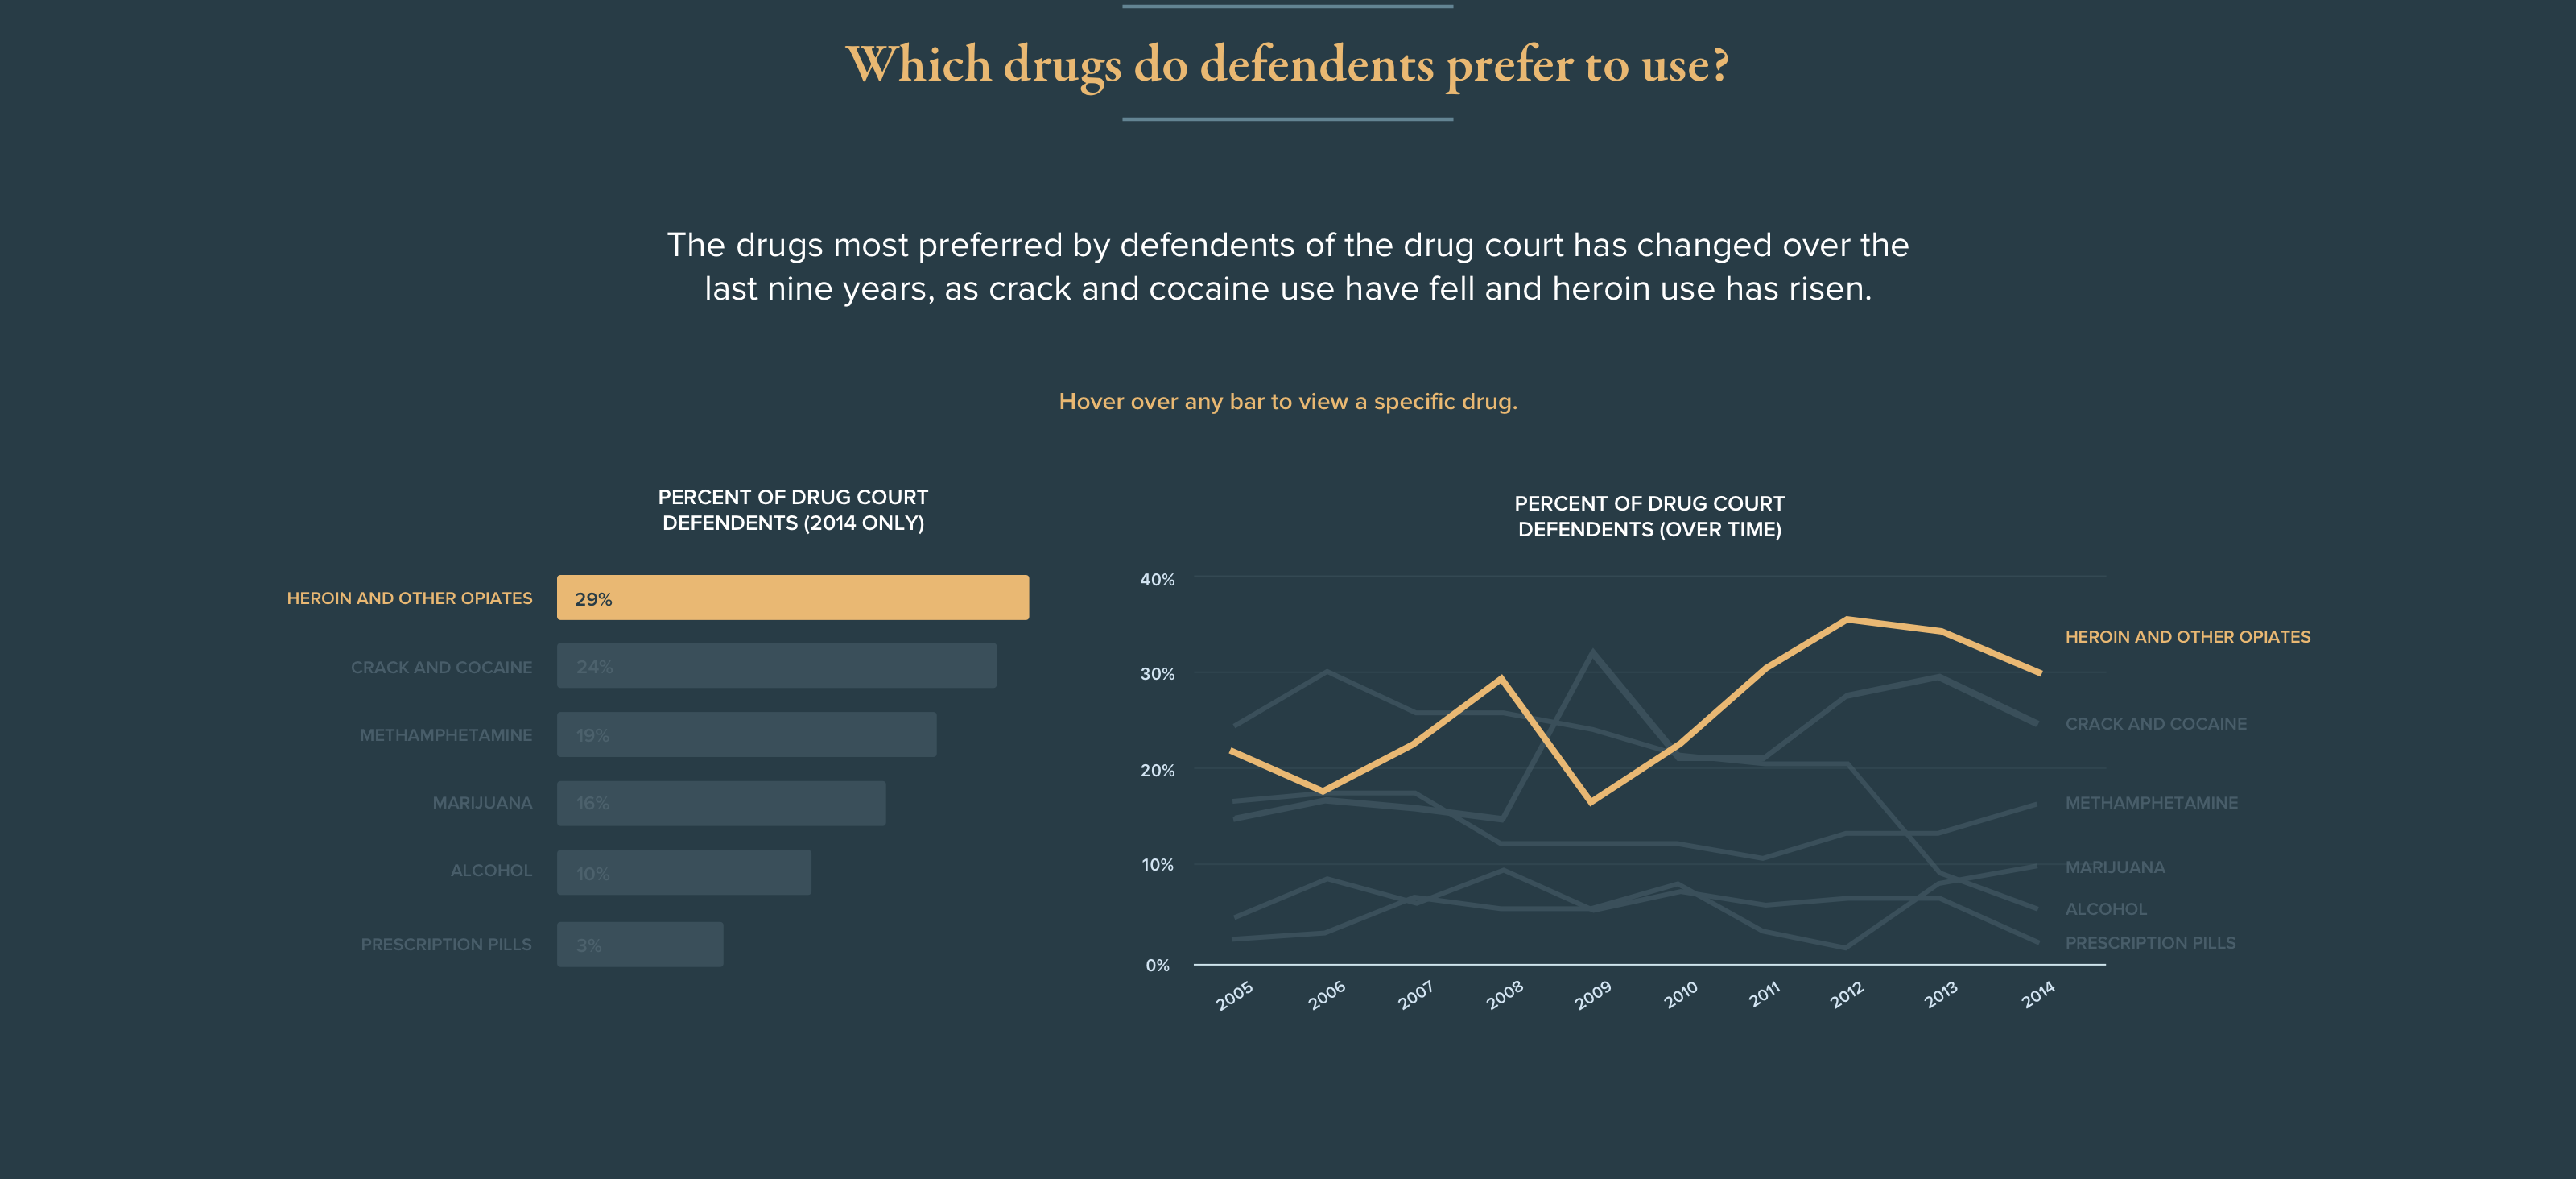 Which drugs do defendents prefer to use?
The drugs most preferred by defendents of the drug court has changed over the
last nine years, as crack and cocaine use have fell and heroin use has risen.
Hover over any bar to view a specific drug.
PERCENT OF DRUG COURT
DEFENDENTS (2014 ONLY)
HEROIN AND OTHER OPIATES
29%
CRACK AND COCAINE
24%
METHAMPHETAMINE
19%
MARIJUANA
16%
ALCOHOL
10%
PRESCRIPTION PILLS
3%
PERCENT OF DRUG COURT
DEFENDENTS (OVER TIME)
40%
30%
20%
10%
0%
2005
2006
2007
2008
2009
2010
2011
2012
2013
2014
HEROIN AND OTHER OPIATES
CRACK AND COCAINE
METHAMPHETAMINE
MARIJUANA
ALCOHOL
PRESCRIPTION PILLS